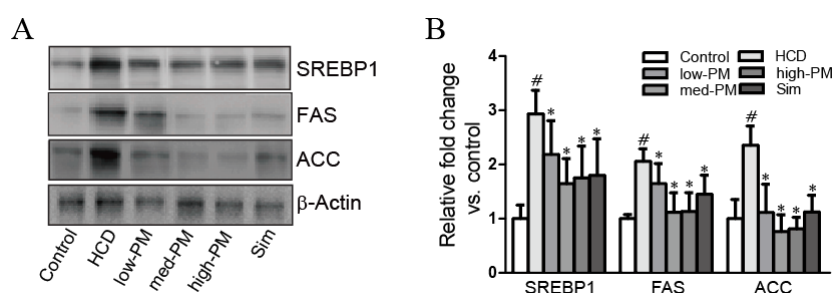 A
SREBP1
FAS
ACC
β-Actin
Control
HCD
low-PM
med-PM
high-PM
Sim
B
Relative fold change
vs. control
4
3
2
1
0
Control
HCD
low-PM
high-PM
med-PM
Sim
#
*
*
*
*
#
*
*
*
*
#
*
*
*
*
SREBP1
FAS
ACC